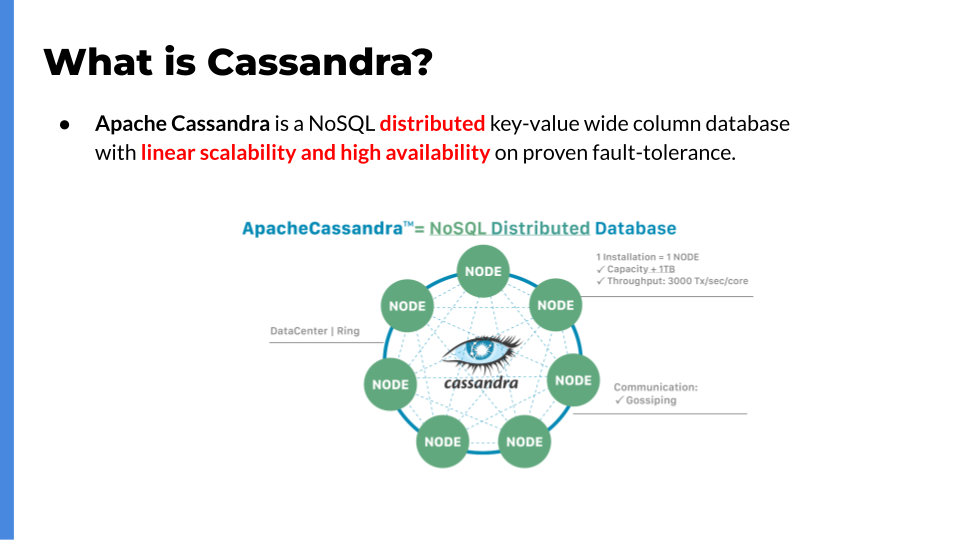 What is Cassandra?
● Apache Cassandra is a NoSQL distributed key-value wide column database
with linear scalability and high availability on proven fault-tolerance.
ApacheCassandra™= NoSQL Distributed Database
1 Installation = 1 NODE
✓ Capacity ± 1TB
✓ Throughput: 3000 Tx/sec/core
NODE
NODE
NODE
DataCenter | Ring
cassandra
NODE
NODE
Communication:
✓ Gossiping
NODE
NODE